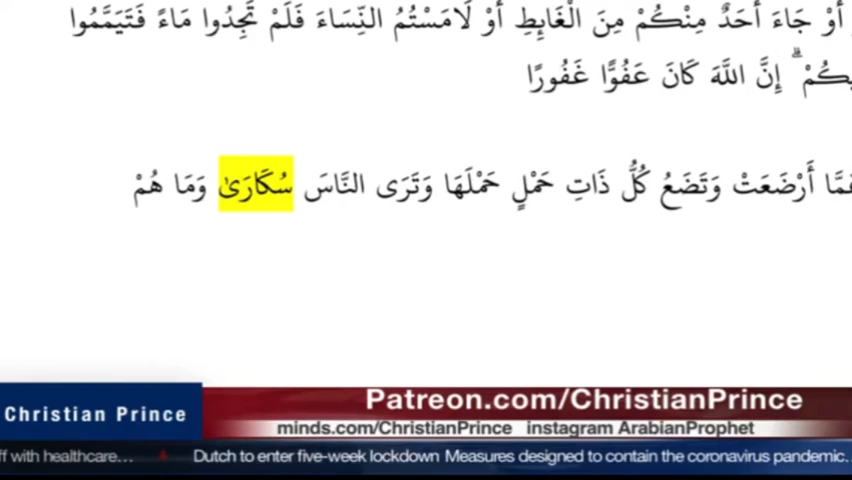 أَوْ جَاءَ أَحَدٌ مِنْكُمْ مِنَ الْغَائِطِ أَوْ لَامَسْتُمُ النِّسَاءَ فَلَمْ تَجِدُوا مَاءً فَتَيَمَّمُوا
إِنَّ اللَّهَ كَانَ عَفُوًّا غَفُورًا
أَرْضَعَتْ وَتَضَعُ كُلُّ ذَاتِ حَمْلٍ حَمْلَهَا وَتَرَى النَّاسَ سُكَارَىٰ وَمَا هُمْ
Patreon.com/ChristianPrince
Christian Prince
minds.com/ChristianPrince instagram ArabianProphet
with healthcare... Dutch to enter five-week lockdown Measures designed to contain the coronavirus pandemic.